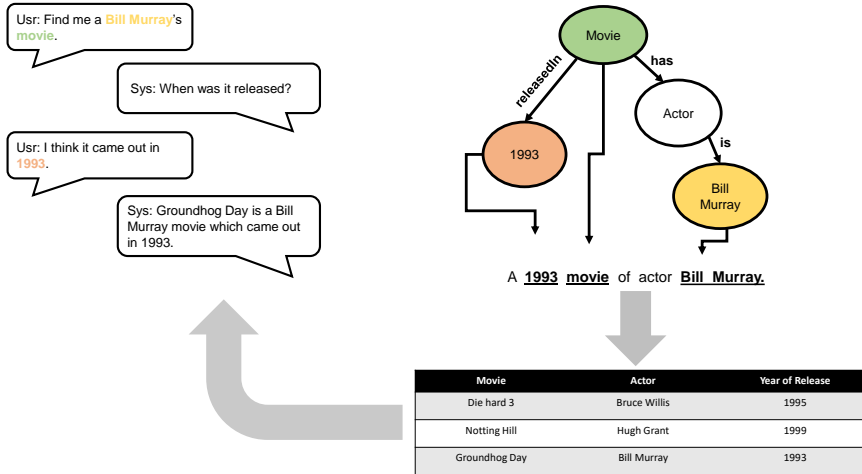 Usr: Find me a Bill Murray's
movie.
Sys: When was it released?
Usr: I think it came out in
1993.
Sys: Groundhog Day is a Bill
Murray movie which came out
in 1993.
Movie
releasedIn
has
Actor
1993
is
Bill
Murray
A 1993 movie of actor Bill Murray.
Movie Actor Year of Release
Die hard 3 Bruce Willis 1995
Notting Hill Hugh Grant 1999
Groundhog Day Bill Murray 1993